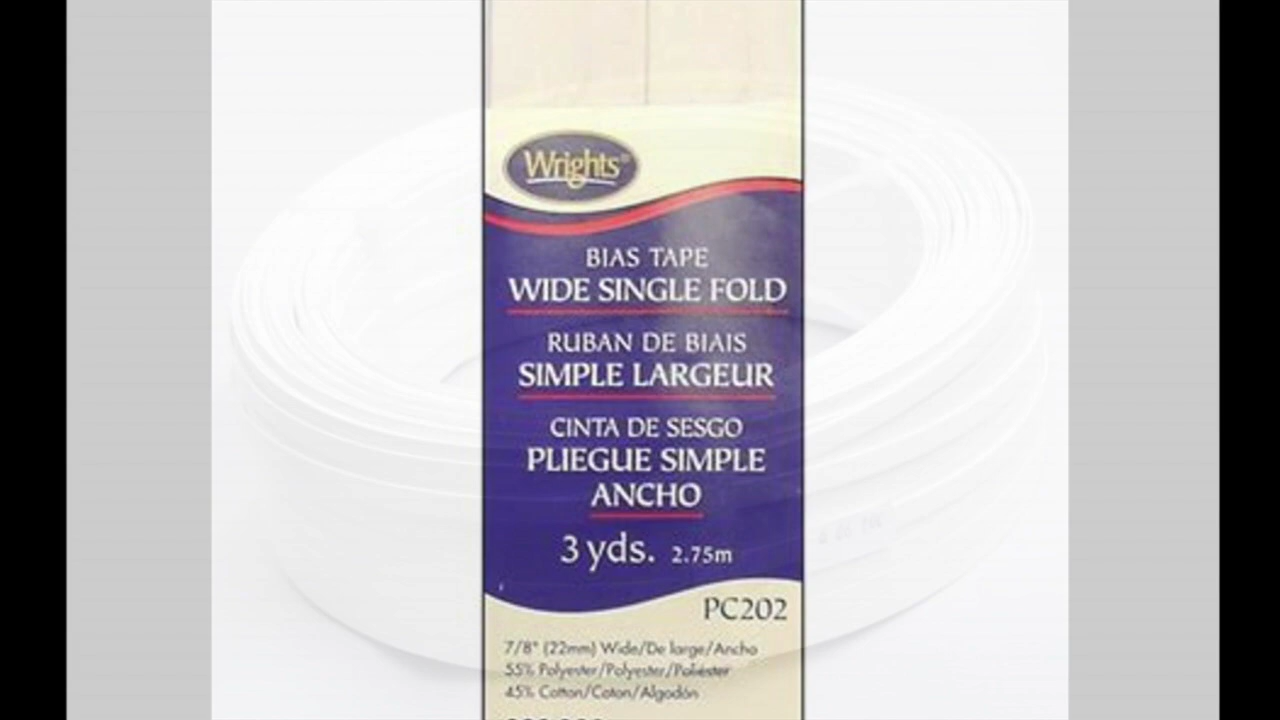 Wrights®
BIAS TAPE
WIDE SINGLE FOLD
RUBAN DE BIAIS
SIMPLE LARGEUR
CINTA DE SESGO
PLIEGUE SIMPLE
ANCHO
3 yds. 2.75m
PC202
7/8" (22mm) Wide/De large/Ancho
55% Polyester/Polyester/Poliéster
45% Cotton/Coton/Algodón